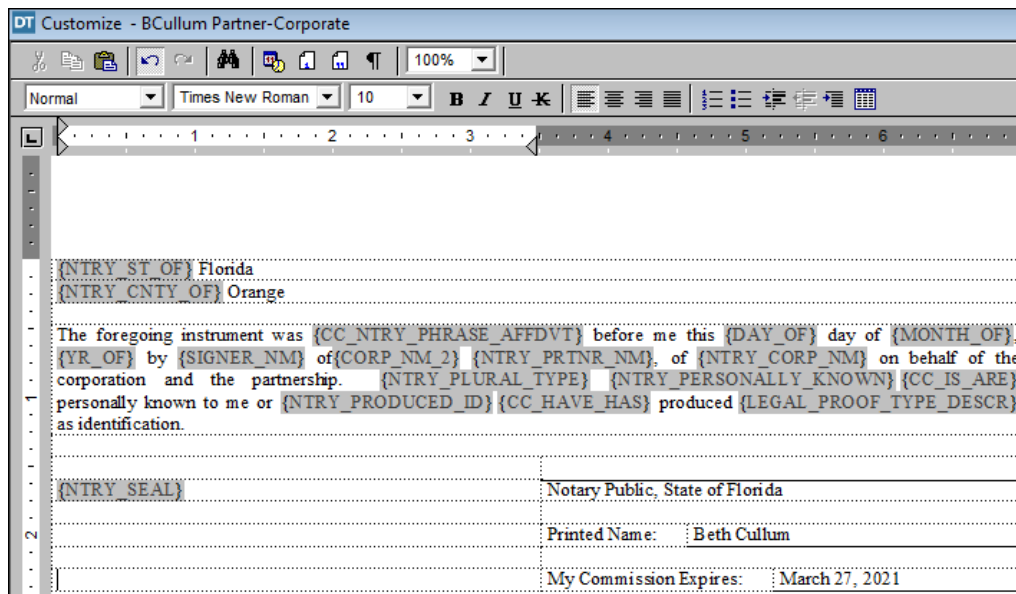 DT Customize - BCullum Partner-Corporate
100%
Normal Times New Roman 10 B I U K
L 1 2 3 4 5 6
{NTRY_ST_OF} Florida
{NTRY_CNTY_OF} Orange
The foregoing instrument was {CC_NTRY_PHRASE_AFFDVT} before me this {DAY_OF} day of {MONTH_OF},
{YR_OF} by {SIGNER_NM} of{CORP_NM_2} {NTRY_PRTNR_NM}, of {NTRY_CORP_NM} on behalf of the
corporation and the partnership. {NTRY_PLURAL_TYPE} {NTRY_PERSONALLY_KNOWN} {CC_IS_ARE}
1
personally known to me or {NTRY_PRODUCED_ID} {CC_HAVE_HAS} produced {LEGAL_PROOF_TYPE_DESCR}
as identification.
{NTRY_SEAL} Notary Public, State of Florida
2 Printed Name: Beth Cullum
My Commission Expires: March 27, 2021